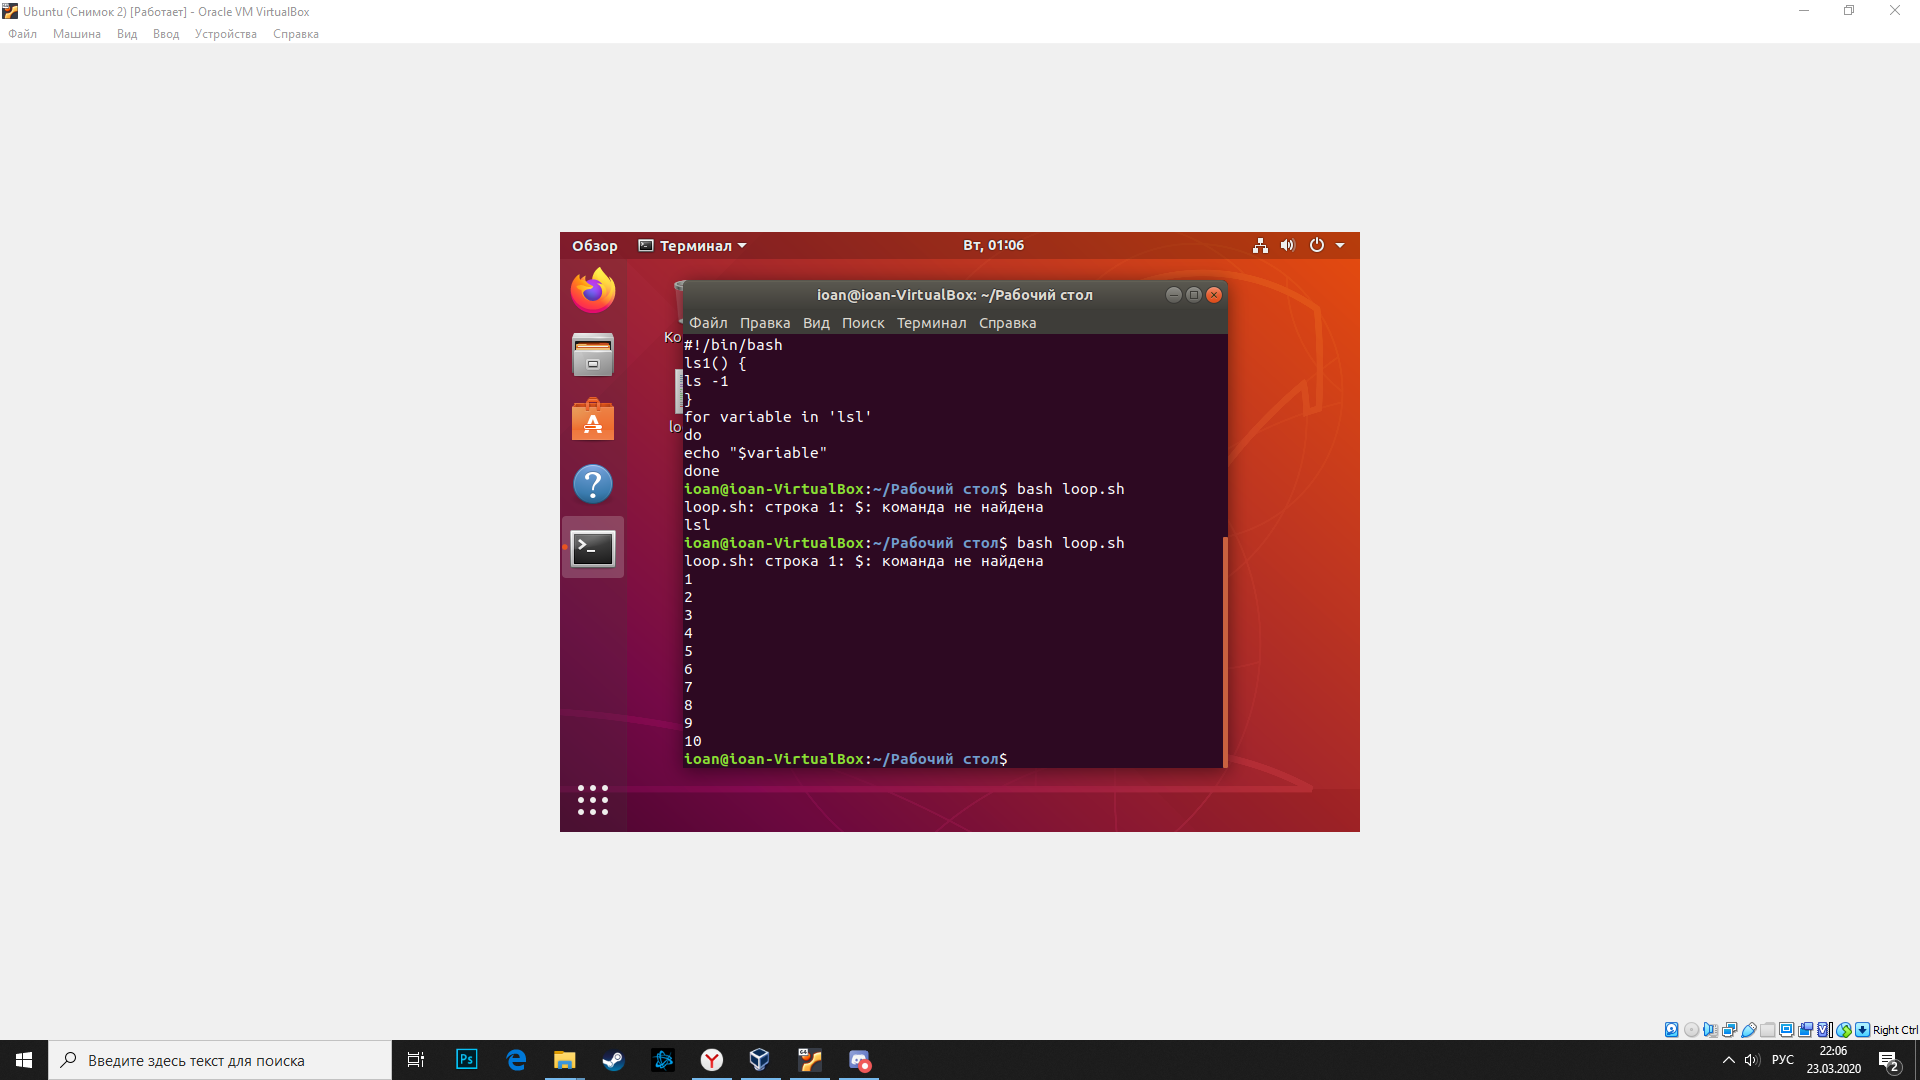 Ubuntu (Снимок 2) [Работает] - Oracle VM VirtualBox
Файл Машина Вид Ввод Устройства Справка
Обзор Терминал Вт, 01:06
ioan@ioan-VirtualBox: ~/Рабочий стол
Файл Правка Вид Поиск Терминал Справка
Ко
lo
#!/bin/bash
ls1() {
ls -1
}
for variable in 'lsl'
do
echo "$variable"
done
ioan@ioan-VirtualBox:~/Рабочий стол$ bash loop.sh
loop.sh: строка 1: $: команда не найдена
lsl
ioan@ioan-VirtualBox:~/Рабочий стол$ bash loop.sh
loop.sh: строка 1: $: команда не найдена
1
2
3
4
5
6
7
8
9
10
ioan@ioan-VirtualBox:~/Рабочий стол$
Right Ctrl
Введите здесь текст для поиска
Ps
РУС
22:06
23.03.2020
2